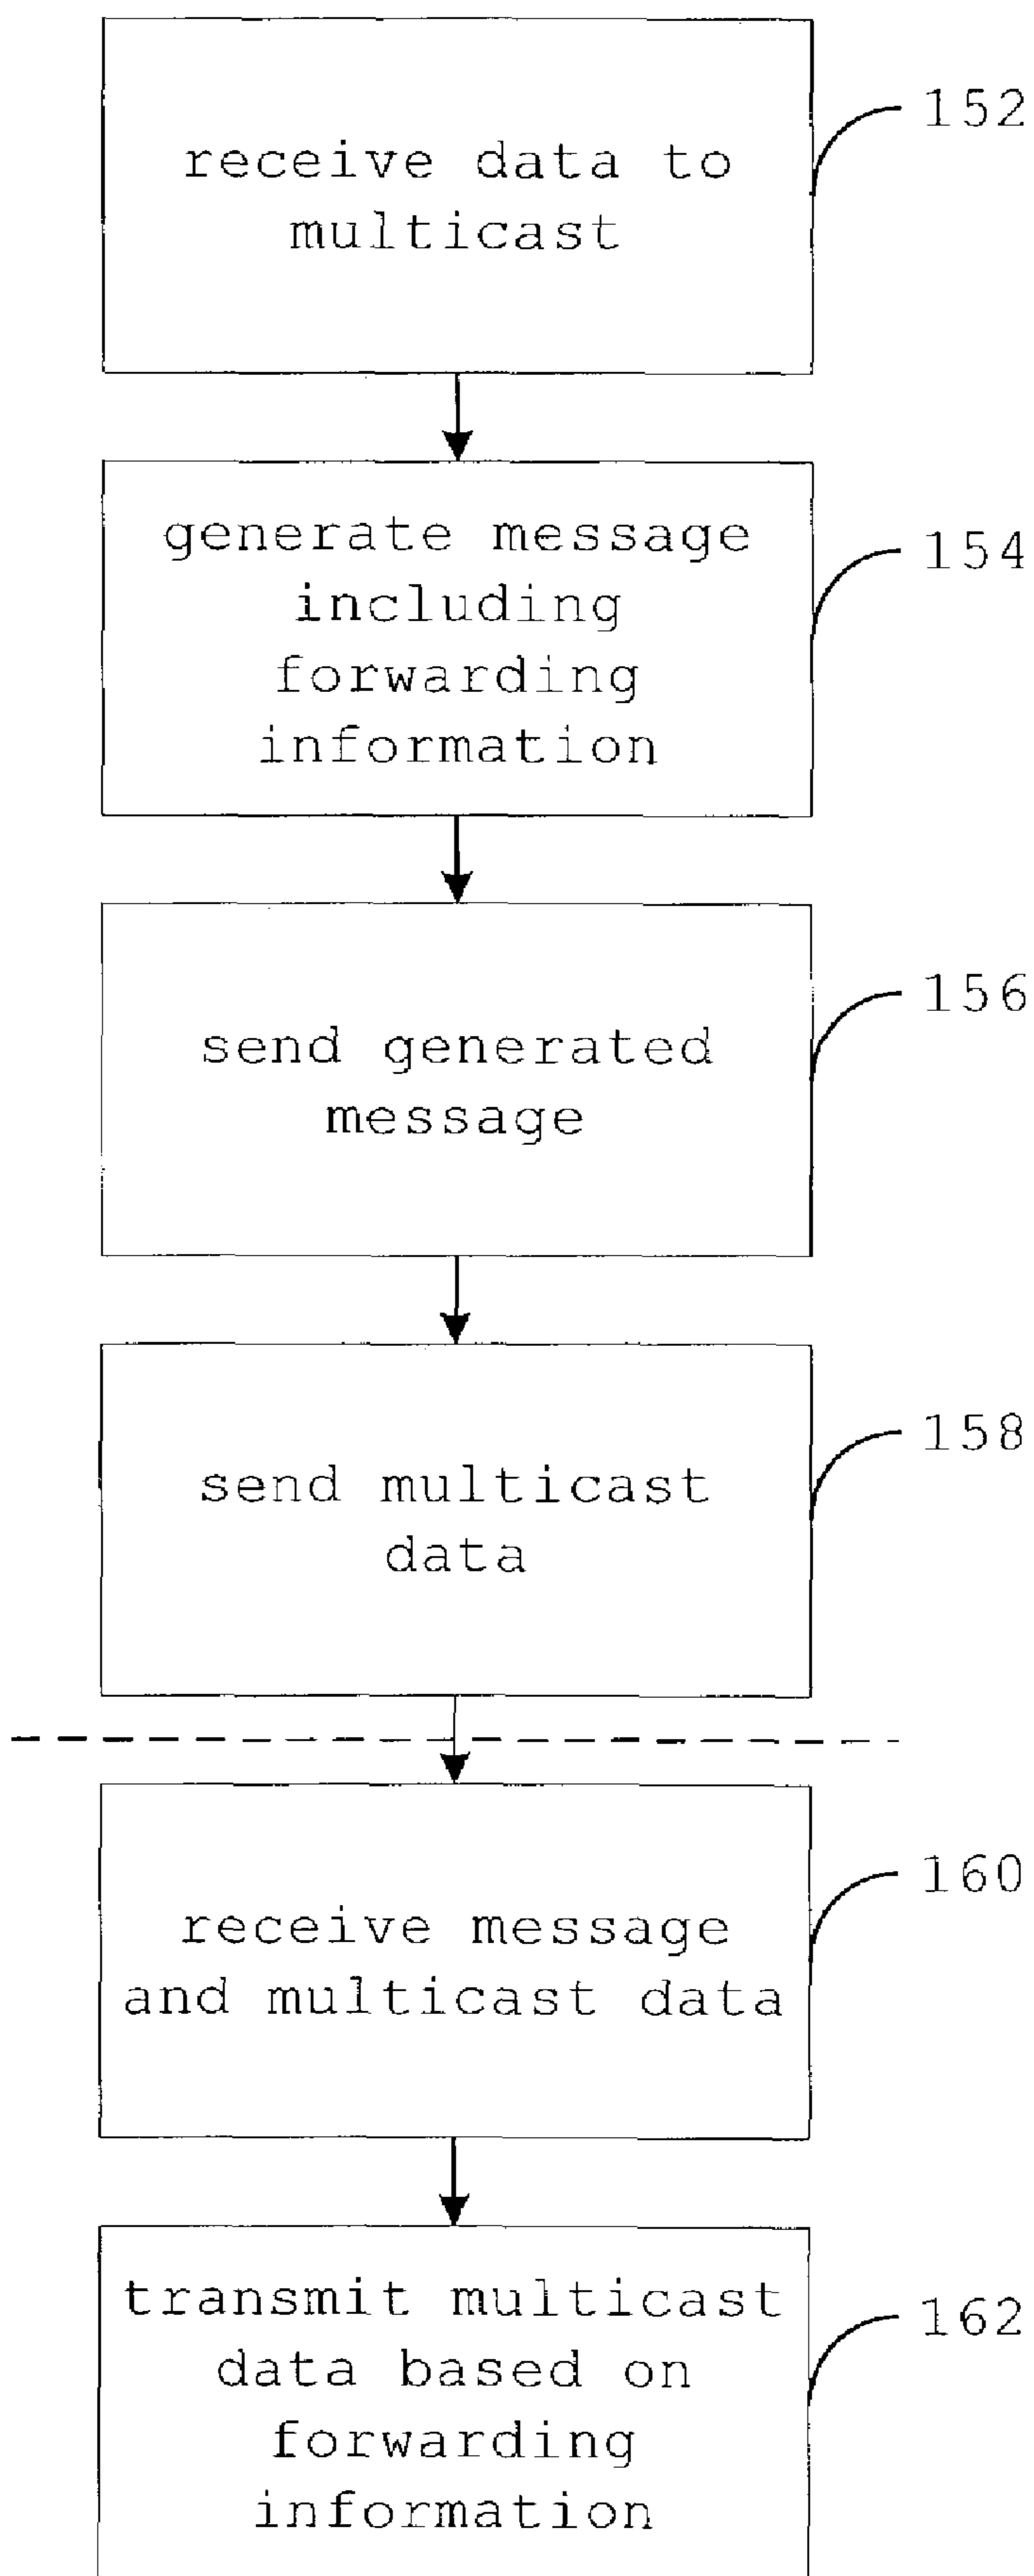 receive data to
multicast
152
generate message
including
forwarding
information
154
send generated
message
156
send multicast
data
158
receive message
and multicast data
160
transmit multicast
data based on
forwarding
information
162